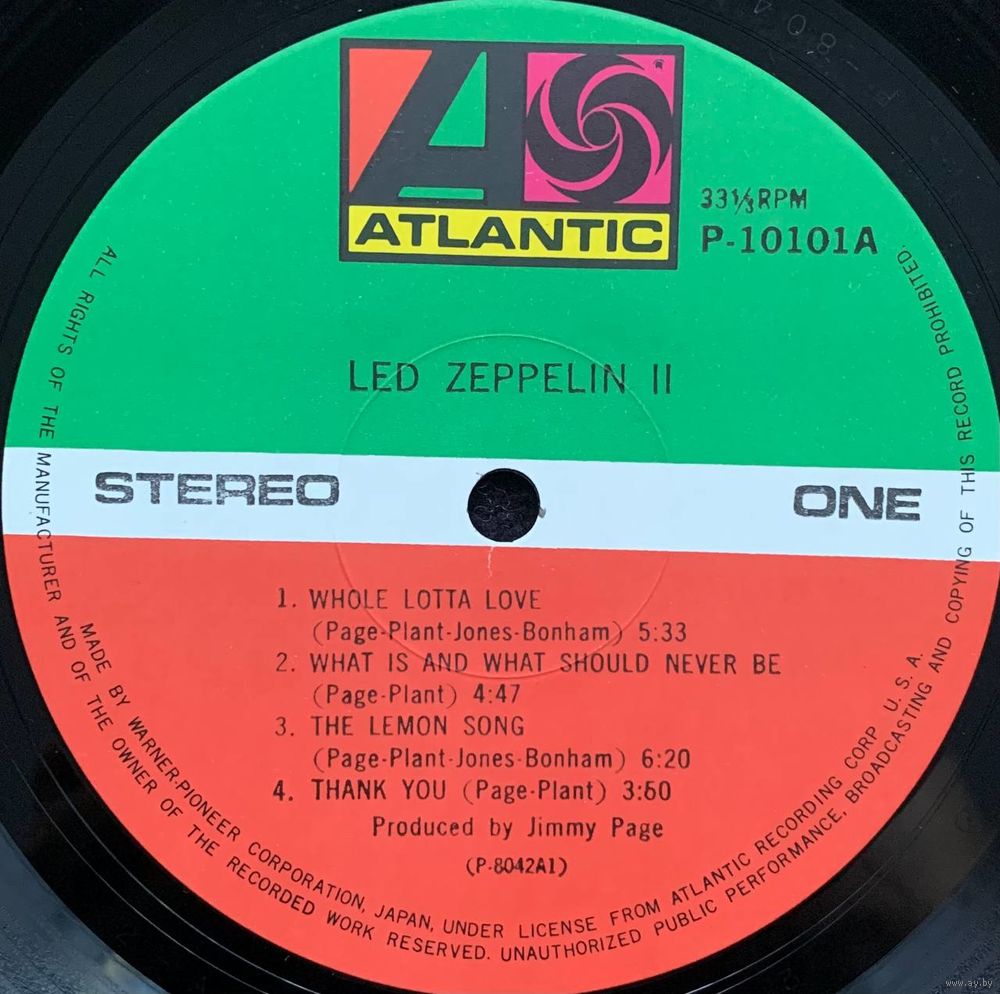 ATLANTIC
33⅓RPM
P-10101A
LED ZEPPELIN II
STEREO
ONE
1. WHOLE LOTTA LOVE
(Page-Plant-Jones-Bonham) 5:33
2. WHAT IS AND WHAT SHOULD NEVER BE
(Page-Plant) 4:47
3. THE LEMON SONG
(Page-Plant-Jones-Bonham) 6:20
4. THANK YOU (Page-Plant) 3:50
Produced by Jimmy Page
(P-8042A1)
MADE BY WARNER-PIONEER CORPORATION, JAPAN, UNDER LICENSE FROM ATLANTIC RECORDING CORP U. S. A.
ALL RIGHTS OF THE MANUFACTURER AND OF THE OWNER OF THE RECORDED WORK RESERVED. UNAUTHORIZED PUBLIC PERFORMANCE, BROADCASTING AND COPYING OF THIS RECORD PROHIBITED.
www.ay.by